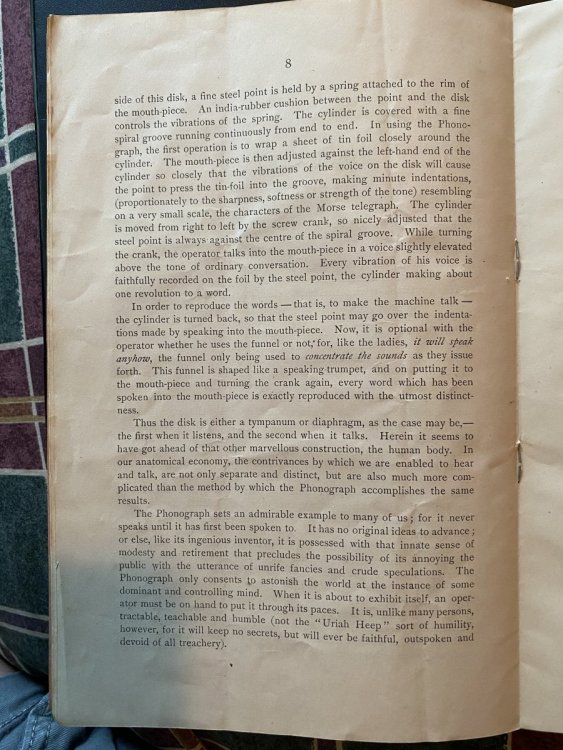 8
side of this disk, a fine steel point is held by a spring attached to the rim of
the mouth-piece. An india-rubber cushion between the point and the disk
controls the vibrations of the spring. The cylinder is covered with a fine
spiral groove running continuously from end to end. In using the Phono-
graph, the first operation is to wrap a sheet of tin foil closely around the
cylinder. The mouth-piece is then adjusted against the left-hand end of the
cylinder so closely that the vibrations of the voice on the disk will cause
the point to press the tin-foil into the groove, making minute indentations,
(proportionately to the sharpness, softness or strength of the tone) resembling
on a very small scale, the characters of the Morse telegraph. The cylinder
is moved from right to left by the screw crank, so nicely adjusted that the
steel point is always against the centre of the spiral groove. While turning
the crank, the operator talks into the mouth-piece in a voice slightly elevated
above the tone of ordinary conversation. Every vibration of his voice is
faithfully recorded on the foil by the steel point, the cylinder making about
one revolution to a word.
In order to reproduce the words — that is, to make the machine talk —
the cylinder is turned back, so that the steel point may go over the indenta-
tions made by speaking into the mouth-piece. Now, it is optional with the
operator whether he uses the funnel or not, for, like the ladies, it will speak
anyhow, the funnel only being used to concentrate the sounds as they issue
forth. This funnel is shaped like a speaking-trumpet, and on putting it to
the mouth-piece and turning the crank again, every word which has been
spoken into the mouth-piece is exactly reproduced with the utmost distinct-
ness.
Thus the disk is either a tympanum or diaphragm, as the case may be,—
the first when it listens, and the second when it talks. Herein it seems to
have got ahead of that other marvellous construction, the human body. In
our anatomical economy, the contrivances by which we are enabled to hear
and talk, are not only separate and distinct, but are also much more com-
plicated than the method by which the Phonograph accomplishes the same
results.
The Phonograph sets an admirable example to many of us; for it never
speaks until it has first been spoken to. It has no original ideas to advance;
or else, like its ingenious inventor, it is possessed with that innate sense of
modesty and retirement that precludes the possibility of its annoying the
public with the utterance of unrife fancies and crude speculations. The
Phonograph only consents to astonish the world at the instance of some
dominant and controlling mind. When it is about to exhibit itself, an oper-
ator must be on hand to put it through its paces. It is, unlike many persons,
tractable, teachable and humble (not the "Uriah Heep" sort of humility,
however, for it will keep no secrets, but will ever be faithful, outspoken and
devoid of all treachery).